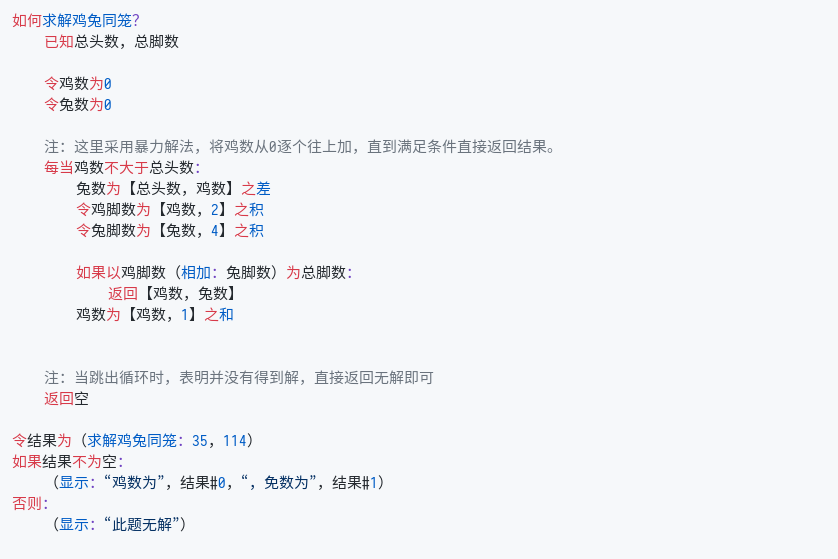 如何求解鸡兔同笼?
已知总头数，总脚数
令鸡数为0
令兔数为0
注：这里采用暴力解法，将鸡数从0逐个往上加，直到满足条件直接返回结果。
每当鸡数不大于总头数：
兔数为【总头数，鸡数】之差
令鸡脚数为【鸡数，2】之积
令兔脚数为【兔数，4】之积
如果以鸡脚数（相加：兔脚数）为总脚数：
返回【鸡数，兔数】
鸡数为【鸡数，1】之和
注：当跳出循环时，表明并没有得到解，直接返回无解即可
返回空
令结果为（求解鸡兔同笼：35，114）
如果结果不为空：
（显示：“鸡数为”，结果#0，“，免数为”，结果#1）
否则：
（显示：“此题无解”）